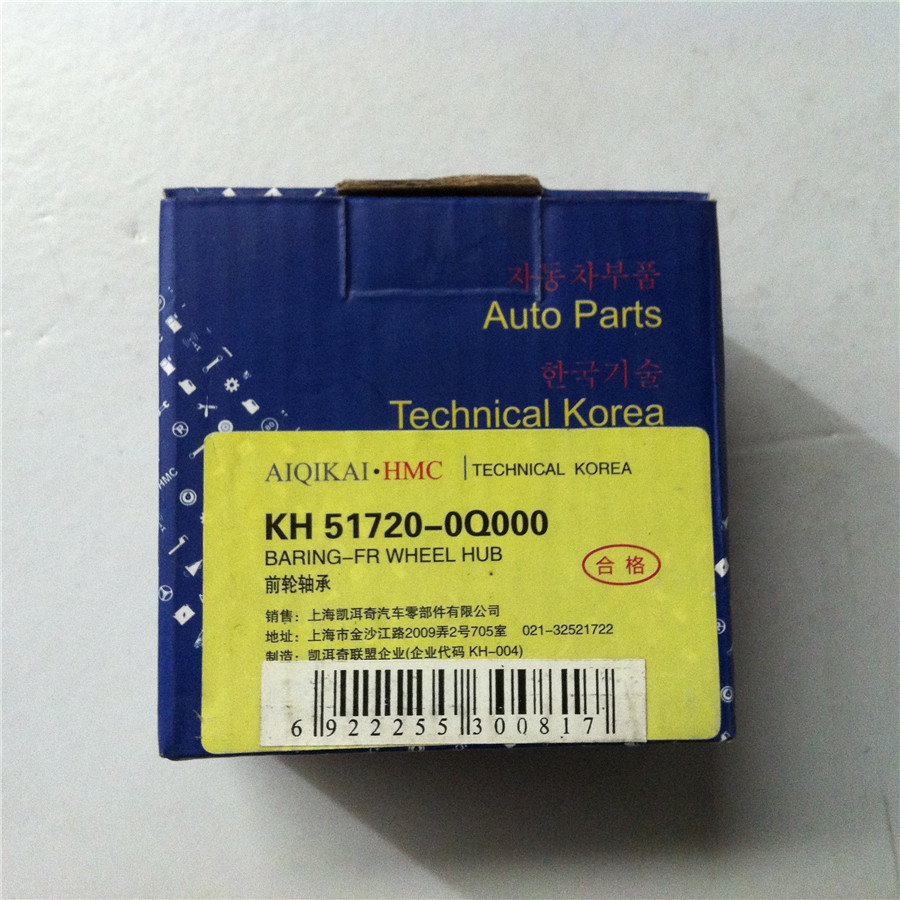 자동차부품
Auto Parts
한국기술
Technical Korea
AIQIKAI·HMC | TECHNICAL KOREA
KH 51720-0Q000
BARING-FR WHEEL HUB
合格
前轮轴承
销售：上海凯洱奇汽车零部件有限公司
地址：上海市金沙江路2009弄2号705室 021-32521722
制造：凯洱奇联盟企业(企业代码 KH-004)
6 922255 300817
HMC